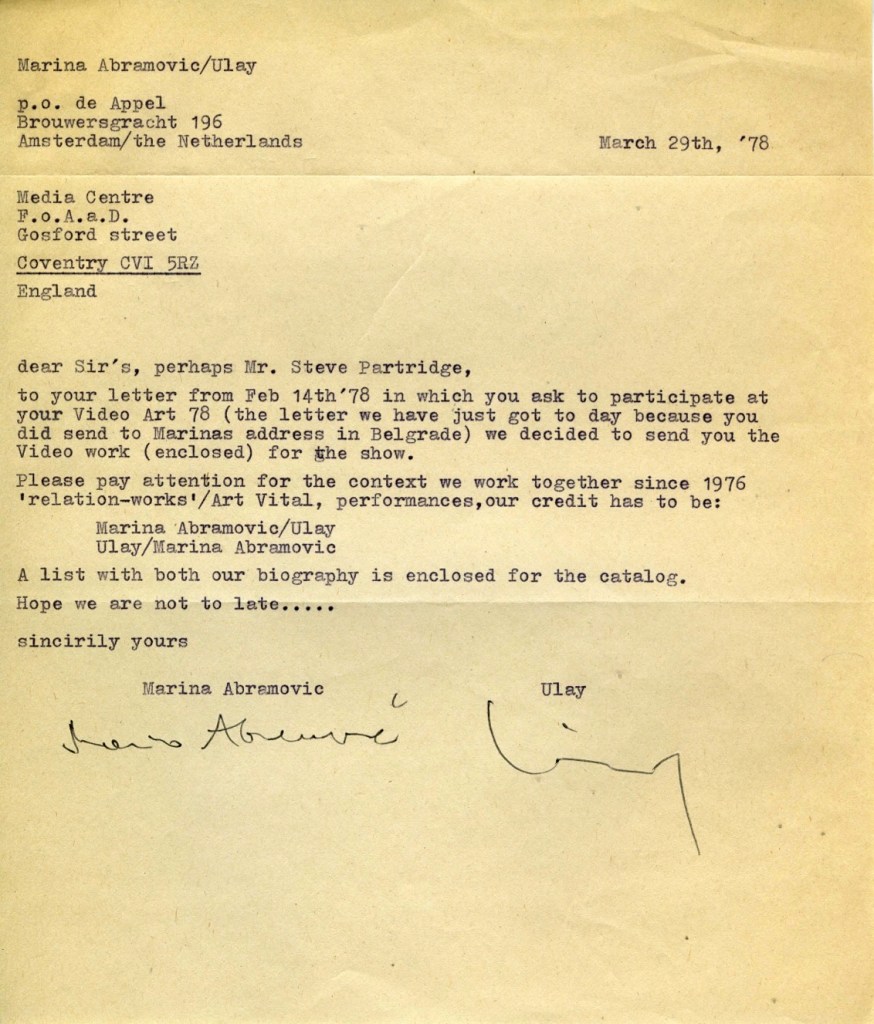 Marina Abramovic/Ulay
p.o. de Appel
Brouwersgracht 196
Amsterdam/the Netherlands
March 29th, ´78
Media Centre
F.o.A.a.D.
Gosford street
Coventry CVI 5RZ
England
dear Sir´s, perhaps Mr. Steve Partridge,
to your letter from Feb 14th´78 in which you ask to participate at
your Video Art 78 (the letter we have just got to day because you
did send to Marinas address in Belgrade) we decided to send you the
Video work (enclosed) for the show.
Please pay attention for the context we work together since 1976
'relation-works'/Art Vital, performances,our credit has to be:
Marina Abramovic/Ulay
Ulay/Marina Abramovic
A list with both our biography is enclosed for the catalog.
Hope we are not to late.....
sincirily yours
Marina Abramovic
Ulay
Marina Abramović
Ulay